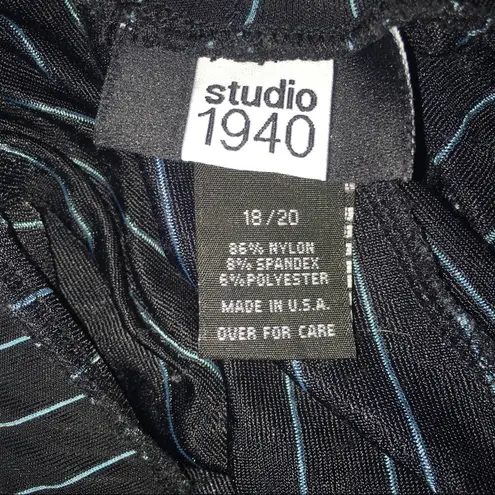 studio
1940
18/20
86% NYLON
8% SPANDEX
6%POLYESTER
MADE IN U.S.A.
OVER FOR CARE